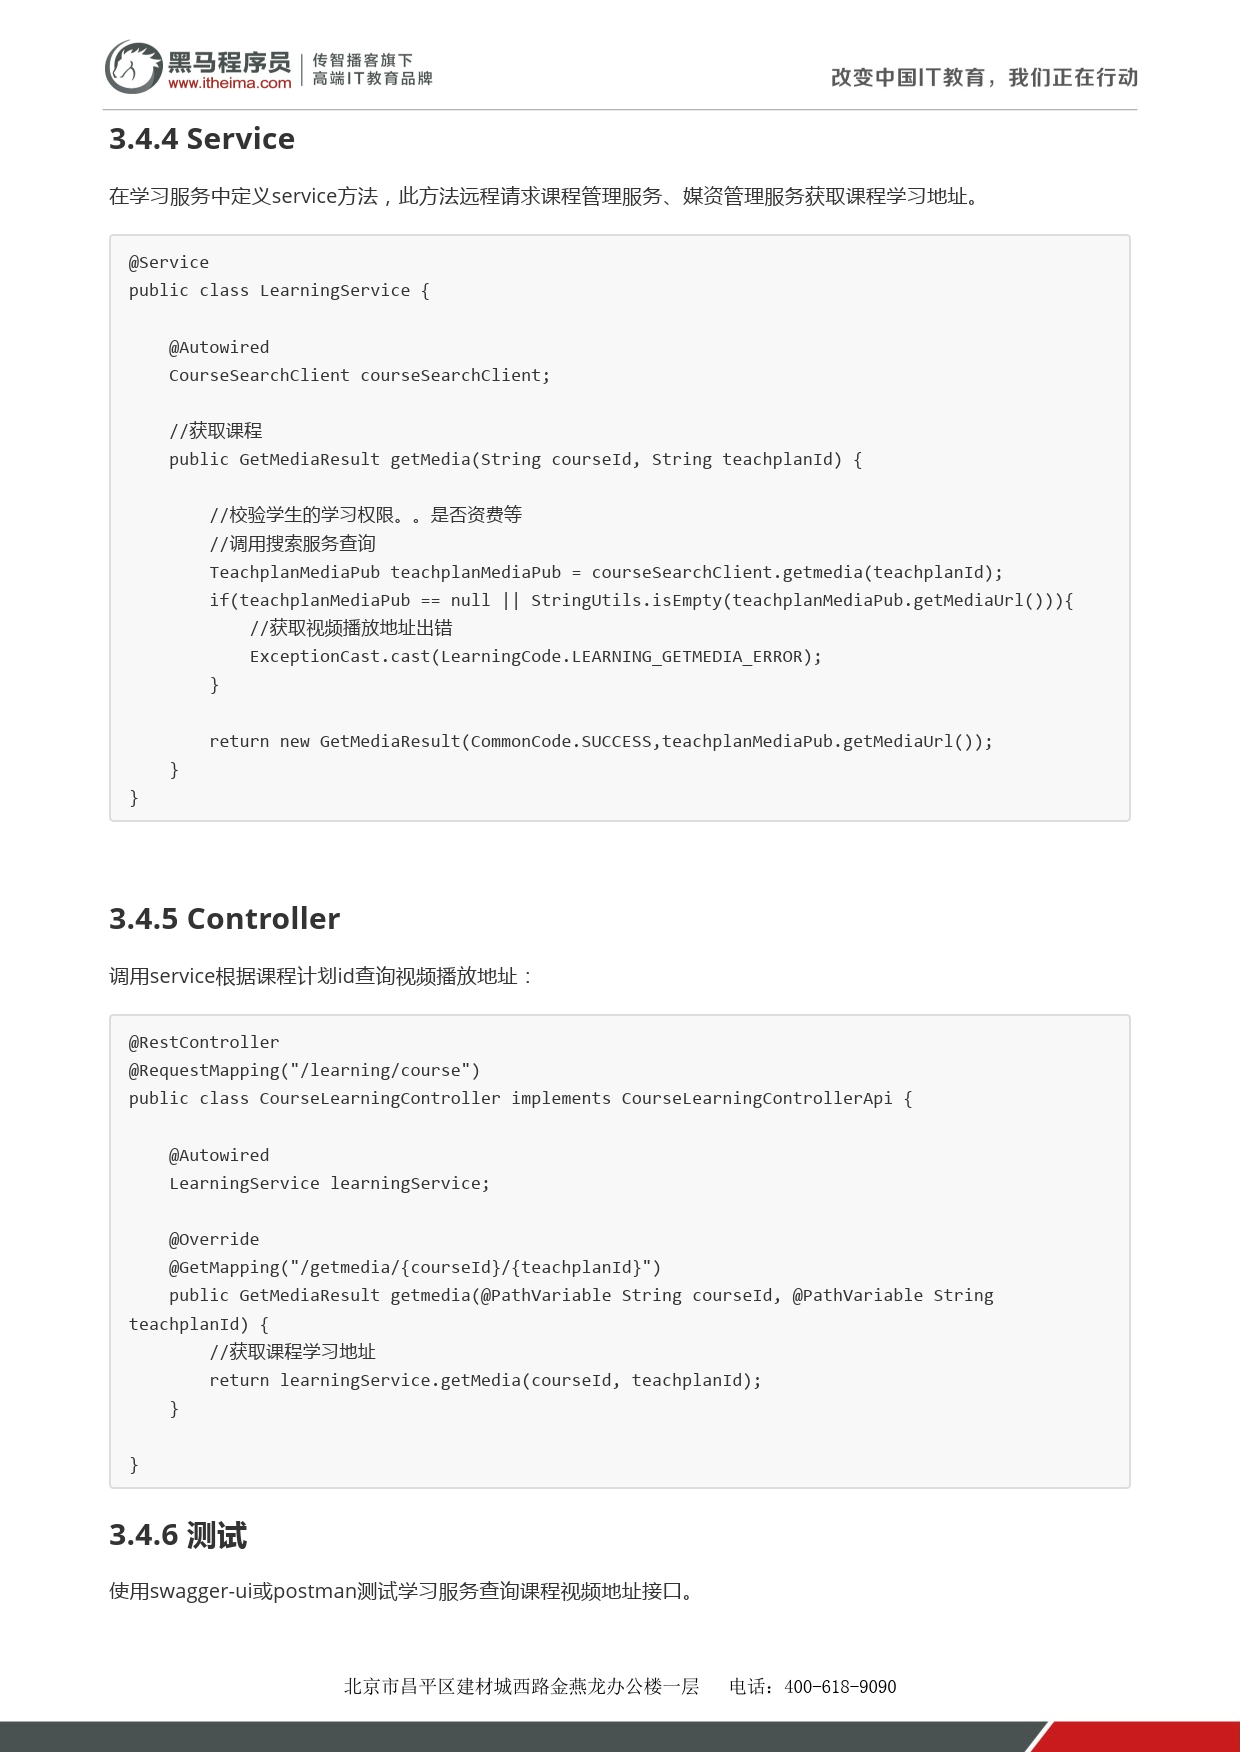 黑马程序员
www.itheima.com
传智播客旗下
高端IT教育品牌
改变中国IT教育，我们正在行动
3.4.4 Service
在学习服务中定义service方法，此方法远程请求课程管理服务、媒资管理服务获取课程学习地址。
@Service
public class LearningService {
    @Autowired
    CourseSearchClient courseSearchClient;
    //获取课程
    public GetMediaResult getMedia(String courseId, String teachplanId) {
        //校验学生的学习权限。。是否资费等
        //调用搜索服务查询
        TeachplanMediaPub teachplanMediaPub = courseSearchClient.getmedia(teachplanId);
        if(teachplanMediaPub == null || StringUtils.isEmpty(teachplanMediaPub.getMediaUrl())){
            //获取视频播放地址出错
            ExceptionCast.cast(LearningCode.LEARNING_GETMEDIA_ERROR);
        }
        return new GetMediaResult(CommonCode.SUCCESS,teachplanMediaPub.getMediaUrl());
    }
}
3.4.5 Controller
调用service根据课程计划id查询视频播放地址：
@RestController
@RequestMapping("/learning/course")
public class CourseLearningController implements CourseLearningControllerApi {
    @Autowired
    LearningService learningService;
    @Override
    @GetMapping("/getmedia/{courseId}/{teachplanId}")
    public GetMediaResult getmedia(@PathVariable String courseId, @PathVariable String
teachplanId) {
        //获取课程学习地址
        return learningService.getMedia(courseId, teachplanId);
    }
}
3.4.6 测试
使用swagger-ui或postman测试学习服务查询课程视频地址接口。
北京市昌平区建材城西路金燕龙办公楼一层 电话：400-618-9090